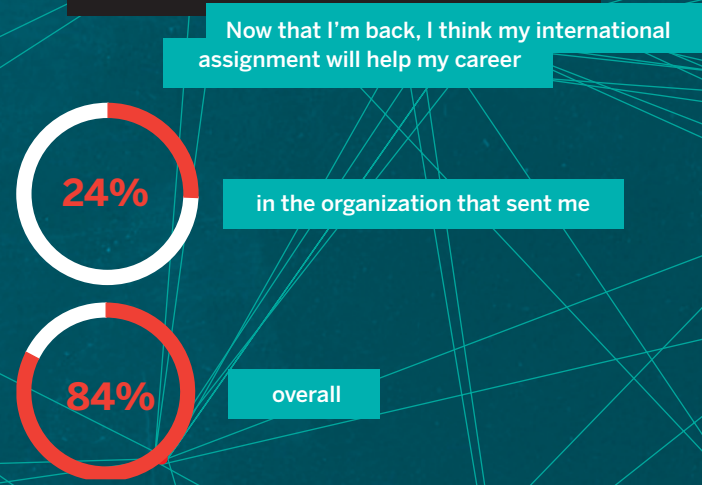 Now that I'm back, I think my international
assignment will help my career
24%
in the organization that sent me
84%
overall